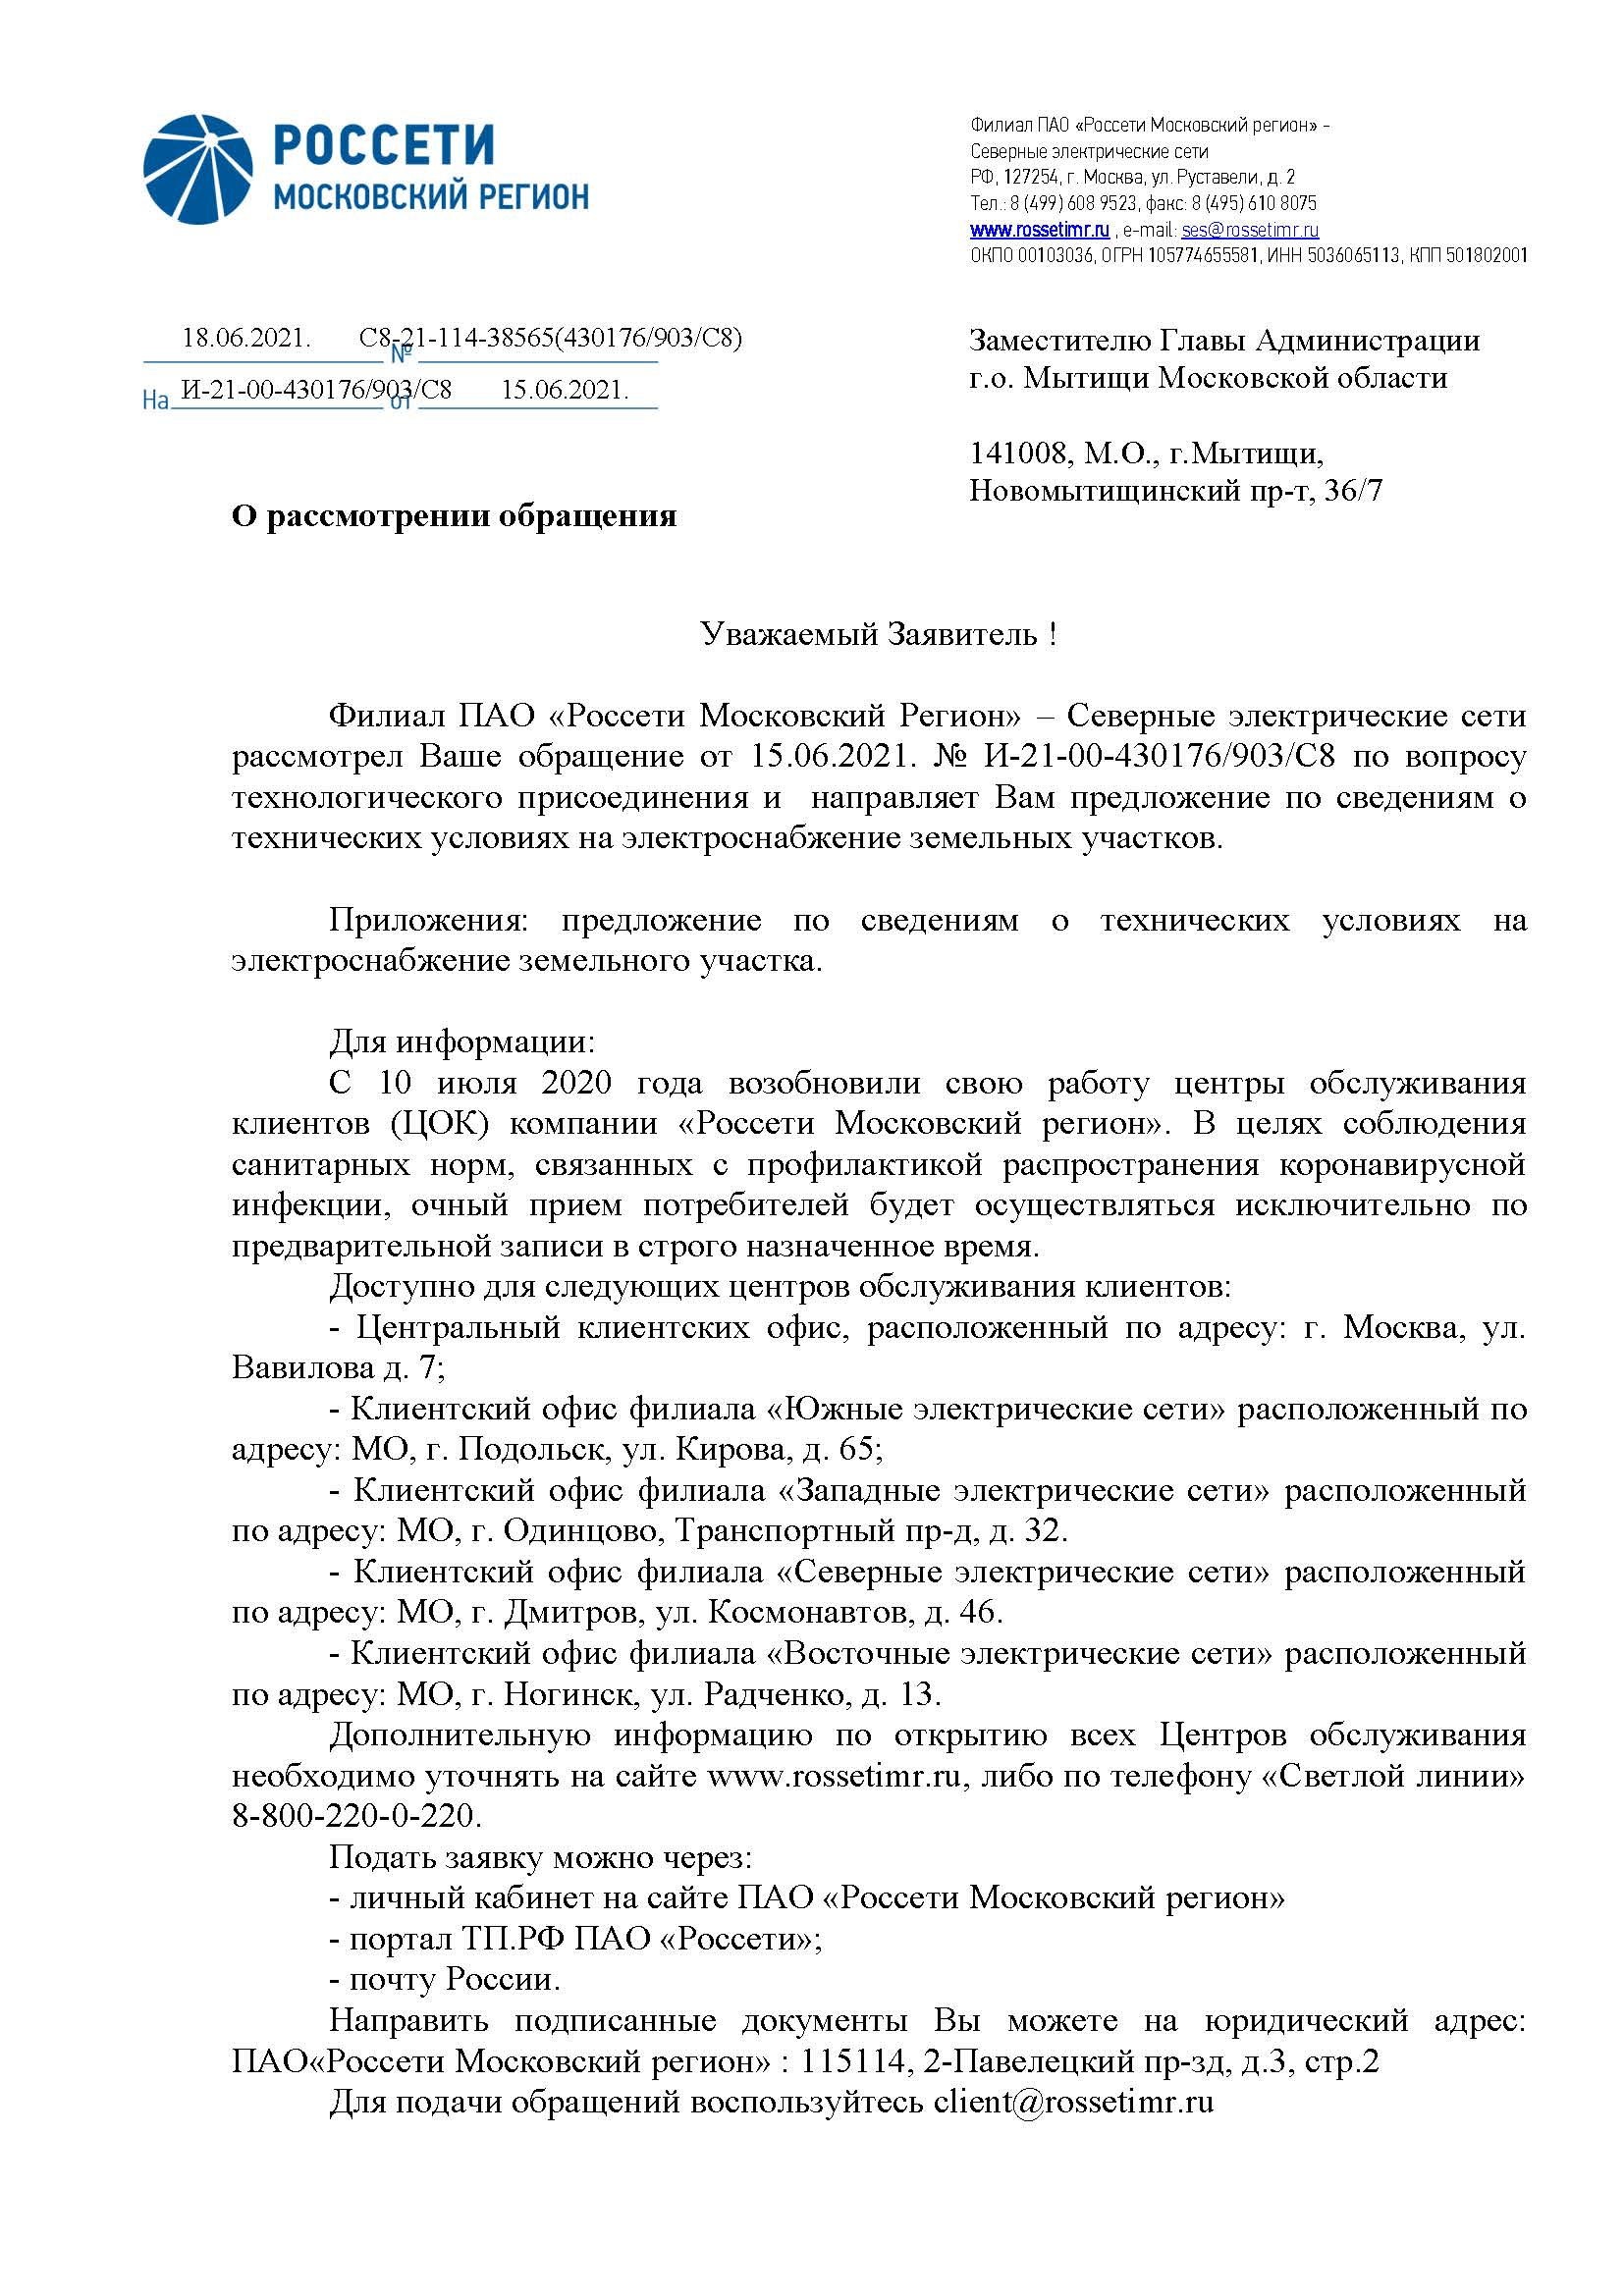 РОССЕТИ
МОСКОВСКИЙ РЕГИОН
Филиал ПАО «Россети Московский регион» -
Северные электрические сети
РФ, 127254, г. Москва, ул. Руставели, д. 2
Тел.: 8 (499) 608 9523, факс: 8 (495) 610 8075
www.rossetimr.ru , e-mail: ses@rossetimr.ru
ОКПО 00103036, ОГРН 105774655581, ИНН 5036065113, КПП 501802001
18.06.2021. № С8-21-114-38565(430176/903/С8)
На И-21-00-430176/903/С8 от 15.06.2021.
Заместителю Главы Администрации
г.о. Мытищи Московской области
141008, М.О., г.Мытищи,
Новомытищинский пр-т, 36/7
О рассмотрении обращения
Уважаемый Заявитель !
Филиал ПАО «Россети Московский Регион» – Северные электрические сети
рассмотрел Ваше обращение от 15.06.2021. № И-21-00-430176/903/С8 по вопросу
технологического присоединения и направляет Вам предложение по сведениям о
технических условиях на электроснабжение земельных участков.
Приложения: предложение по сведениям о технических условиях на
электроснабжение земельного участка.
Для информации:
С 10 июля 2020 года возобновили свою работу центры обслуживания
клиентов (ЦОК) компании «Россети Московский регион». В целях соблюдения
санитарных норм, связанных с профилактикой распространения коронавирусной
инфекции, очный прием потребителей будет осуществляться исключительно по
предварительной записи в строго назначенное время.
Доступно для следующих центров обслуживания клиентов:
- Центральный клиентских офис, расположенный по адресу: г. Москва, ул.
Вавилова д. 7;
- Клиентский офис филиала «Южные электрические сети» расположенный по
адресу: МО, г. Подольск, ул. Кирова, д. 65;
- Клиентский офис филиала «Западные электрические сети» расположенный
по адресу: МО, г. Одинцово, Транспортный пр-д, д. 32.
- Клиентский офис филиала «Северные электрические сети» расположенный
по адресу: МО, г. Дмитров, ул. Космонавтов, д. 46.
- Клиентский офис филиала «Восточные электрические сети» расположенный
по адресу: МО, г. Ногинск, ул. Радченко, д. 13.
Дополнительную информацию по открытию всех Центров обслуживания
необходимо уточнять на сайте www.rossetimr.ru, либо по телефону «Светлой линии»
8-800-220-0-220.
Подать заявку можно через:
- личный кабинет на сайте ПАО «Россети Московский регион»
- портал ТП.РФ ПАО «Россети»;
- почту России.
Направить подписанные документы Вы можете на юридический адрес:
ПАО«Россети Московский регион» : 115114, 2-Павелецкий пр-зд, д.3, стр.2
Для подачи обращений воспользуйтесь client@rossetimr.ru